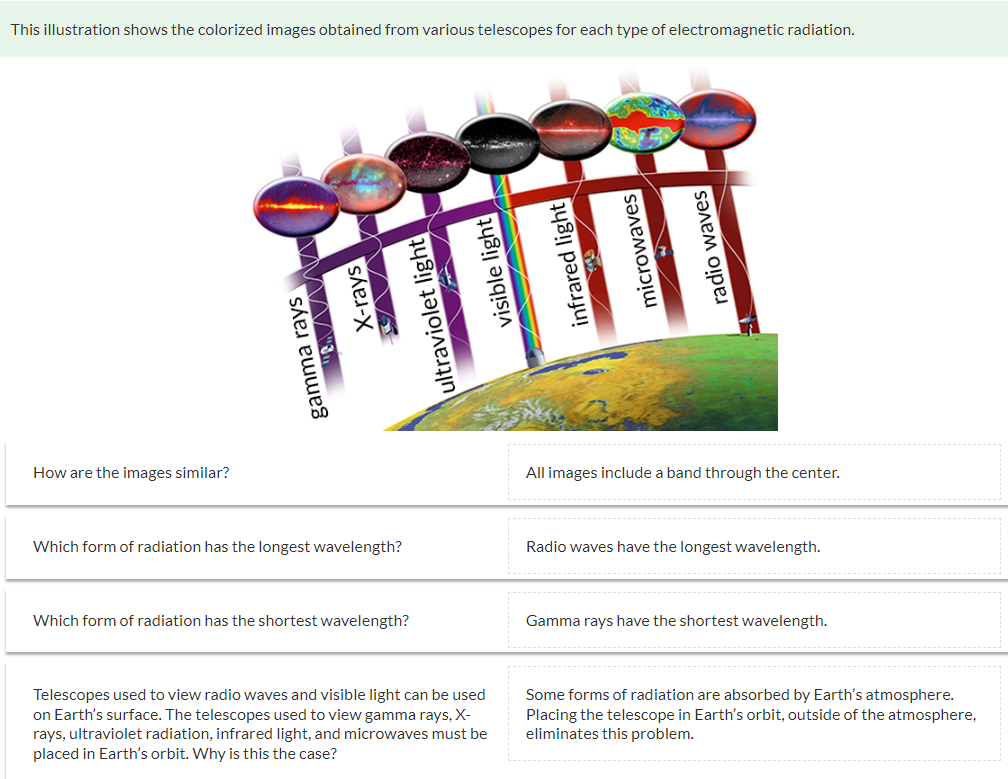 This illustration shows the colorized images obtained from various telescopes for each type of electromagnetic radiation.
gamma rays
X-rays
ultraviolet light
visible light
infrared light
microwaves
radio waves
How are the images similar?
All images include a band through the center.
Which form of radiation has the longest wavelength?
Radio waves have the longest wavelength.
Which form of radiation has the shortest wavelength?
Gamma rays have the shortest wavelength.
Telescopes used to view radio waves and visible light can be used
on Earth’s surface. The telescopes used to view gamma rays, X-
rays, ultraviolet radiation, infrared light, and microwaves must be
placed in Earth’s orbit. Why is this the case?
Some forms of radiation are absorbed by Earth’s atmosphere.
Placing the telescope in Earth’s orbit, outside of the atmosphere,
eliminates this problem.